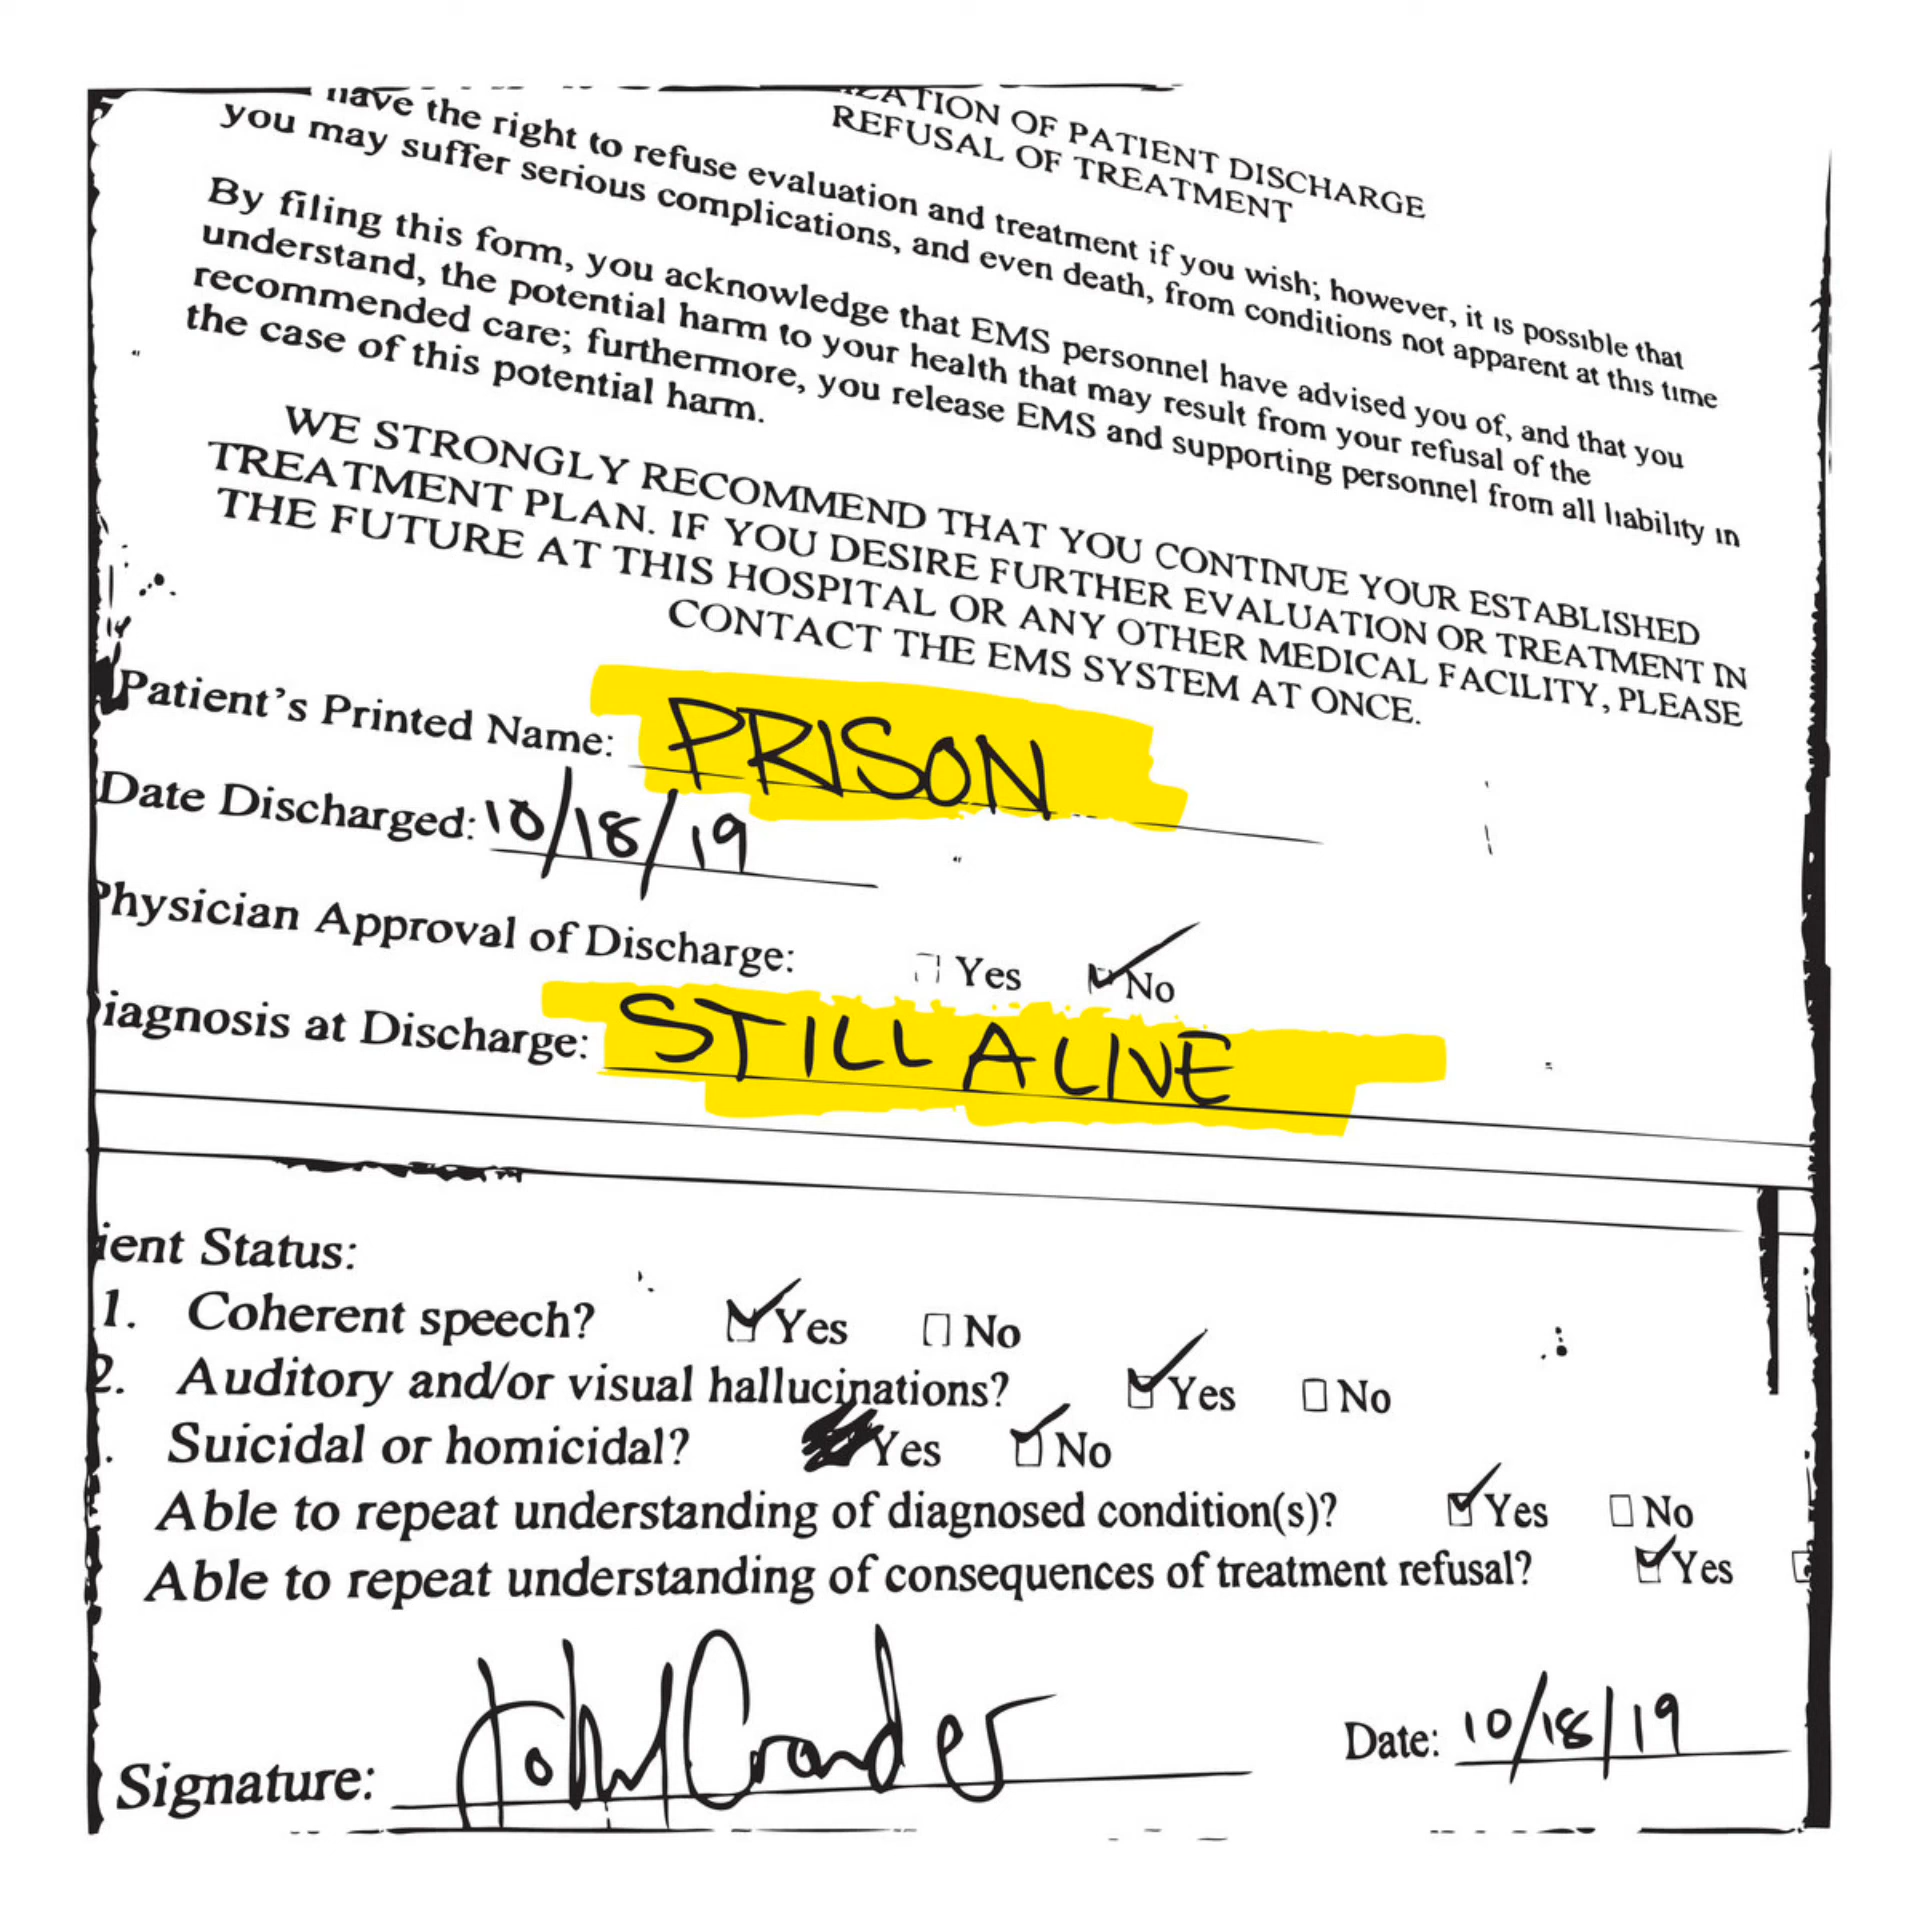 IZATION OF PATIENT DISCHARGE
REFUSAL OF TREATMENT
have the right to refuse evaluation and treatment if you wish; however, it is possible that
you may suffer serious complications, and even death, from conditions not apparent at this time
By filing this form, you acknowledge that EMS personnel have advised you of, and that you
understand, the potential harm to your health that may result from your refusal of the
recommended care; furthermore, you release EMS and supporting personnel from all liability in
the case of this potential harm.
WE STRONGLY RECOMMEND THAT YOU CONTINUE YOUR ESTABLISHED
TREATMENT PLAN. IF YOU DESIRE FURTHER EVALUATION OR TREATMENT IN
THE FUTURE AT THIS HOSPITAL OR ANY OTHER MEDICAL FACILITY, PLEASE
CONTACT THE EMS SYSTEM AT ONCE.
Patient's Printed Name: PRISON
Date Discharged: 10/18/19
Physician Approval of Discharge: Yes No
iagnosis at Discharge: STILL ALIVE
ient Status:
1. Coherent speech? Yes No
2. Auditory and/or visual hallucinations? Yes No
. Suicidal or homicidal? Yes No
Able to repeat understanding of diagnosed condition(s)? Yes No
Able to repeat understanding of consequences of treatment refusal? Yes
Signature: Date: 10/18/19